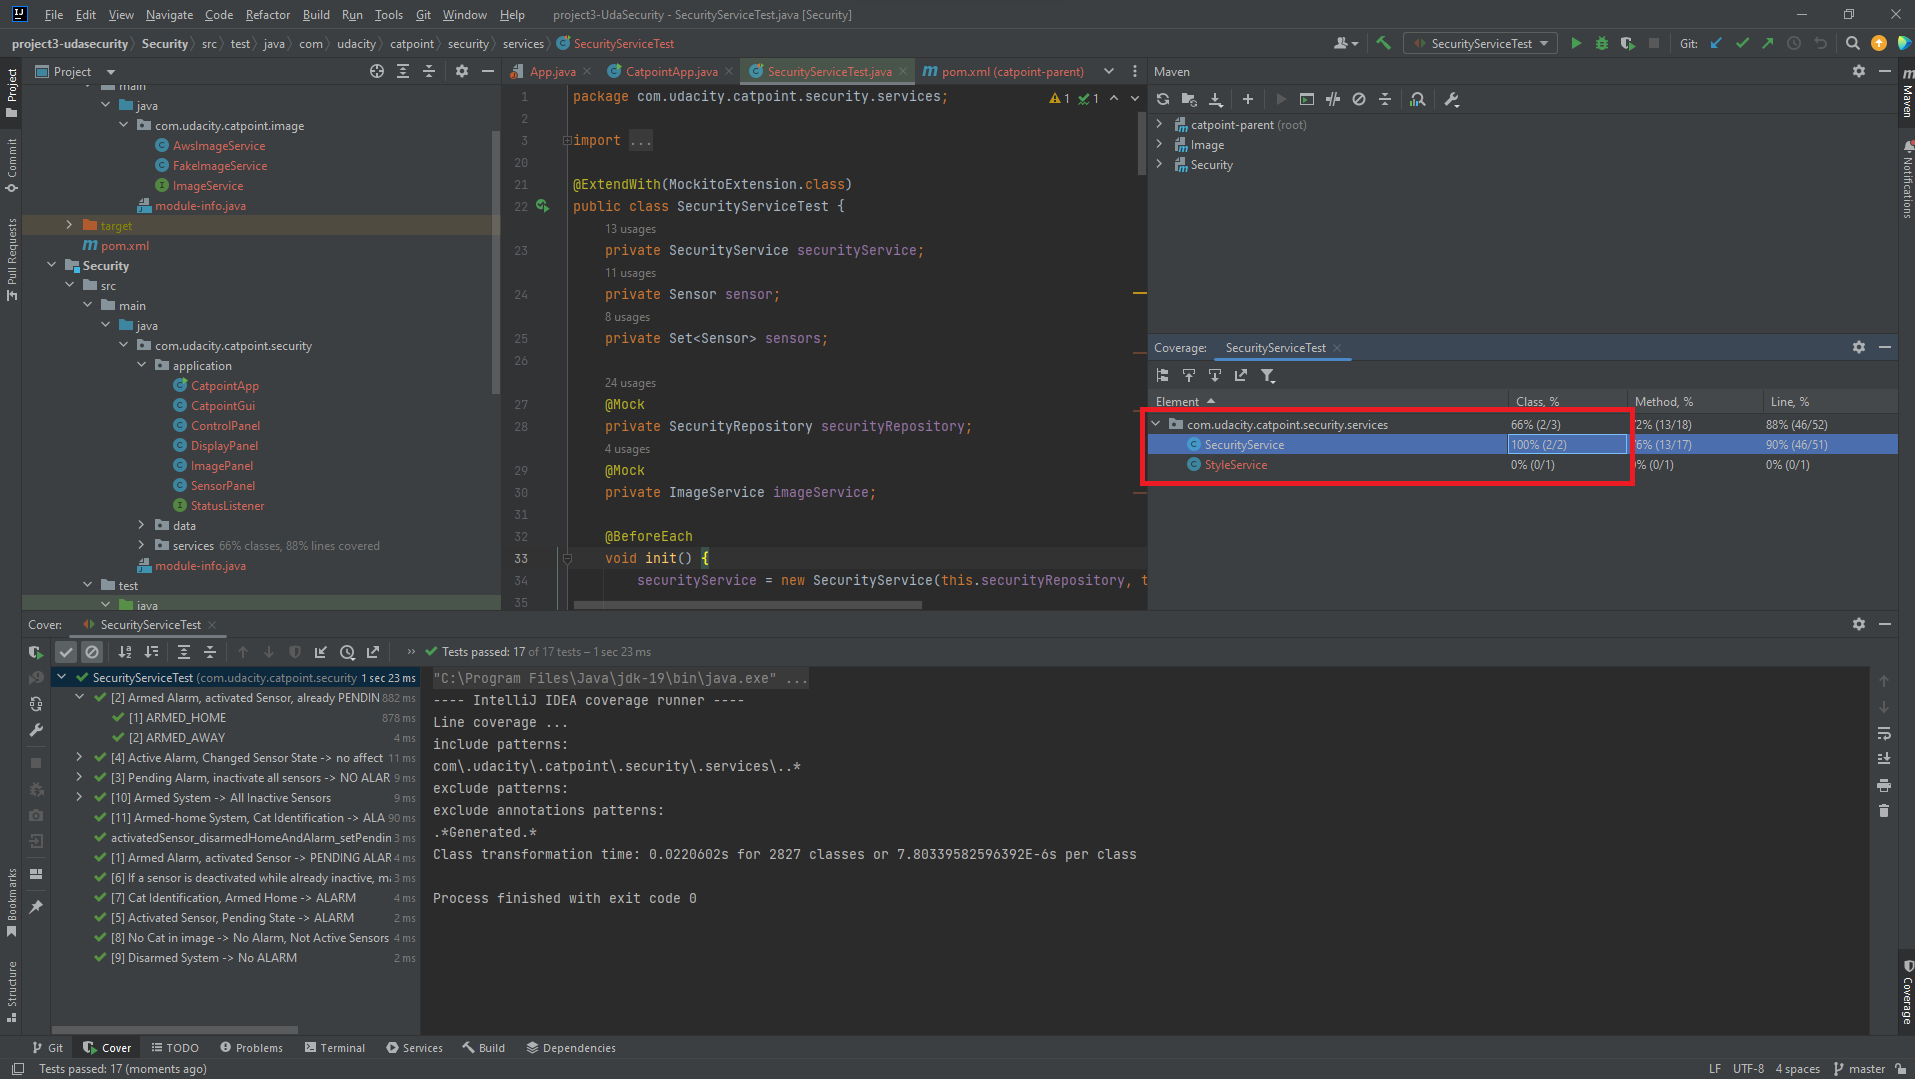 File Edit View Navigate Code Refactor Build Run Tools Git Window Help project3-UdaSecurity - SecurityServiceTest.java [Security]
project3-udasecurity Security src test java com udacity catpoint security services SecurityServiceTest
SecurityServiceTest Git:
Project
Commit
Pull Requests
Bookmarks
Structure
Project
main
java
com.udacity.catpoint.image
AwsImageService
FakeImageService
ImageService
module-info.java
target
pom.xml
Security
src
main
java
com.udacity.catpoint.security
application
CatpointApp
CatpointGui
ControlPanel
DisplayPanel
ImagePanel
SensorPanel
StatusListener
data
services 66% classes, 88% lines covered
module-info.java
test
java
App.java CatpointApp.java SecurityServiceTest.java pom.xml (catpoint-parent)
1 package com.udacity.catpoint.security.services; 1 1
2
3 import ...
20
21 @ExtendWith(MockitoExtension.class)
22 public class SecurityServiceTest {
13 usages
23 private SecurityService securityService;
11 usages
24 private Sensor sensor;
8 usages
25 private Set<Sensor> sensors;
26
24 usages
27 @Mock
28 private SecurityRepository securityRepository;
4 usages
29 @Mock
30 private ImageService imageService;
31
32 @BeforeEach
33 void init() {
34 securityService = new SecurityService(this.securityRepository, t
35
Maven
catpoint-parent (root)
Image
Security
Maven
Notifications
Coverage
Coverage: SecurityServiceTest
Element Class, % Method, % Line, %
com.udacity.catpoint.security.services 66% (2/3) 2% (13/18) 88% (46/52)
SecurityService 100% (2/2) 6% (13/17) 90% (46/51)
StyleService 0% (0/1) % (0/1) 0% (0/1)
Cover: SecurityServiceTest
Tests passed: 17 of 17 tests – 1 sec 23 ms
SecurityServiceTest (com.udacity.catpoint.security 1 sec 23 ms
[2] Armed Alarm, activated Sensor, already PENDIN 882 ms
[1] ARMED_HOME 878 ms
[2] ARMED_AWAY 4 ms
[4] Active Alarm, Changed Sensor State -> no affect 11 ms
[3] Pending Alarm, inactivate all sensors -> NO ALAR 9 ms
[10] Armed System -> All Inactive Sensors 9 ms
[11] Armed-home System, Cat Identification -> ALA 90 ms
activatedSensor_disarmedHomeAndAlarm_setPendin 3 ms
[1] Armed Alarm, activated Sensor -> PENDING ALAR 4 ms
[6] If a sensor is deactivated while already inactive, m 3 ms
[7] Cat Identification, Armed Home -> ALARM 4 ms
[5] Activated Sensor, Pending State -> ALARM 2 ms
[8] No Cat in image -> No Alarm, Not Active Sensors 4 ms
[9] Disarmed System -> No ALARM 2 ms
"C:\Program Files\Java\jdk-19\bin\java.exe" ...
---- IntelliJ IDEA coverage runner ----
Line coverage ...
include patterns:
com\.udacity\.catpoint\.security\.services\..*
exclude patterns:
exclude annotations patterns:
.*Generated.*
Class transformation time: 0.0220602s for 2827 classes or 7.80339582596392E-6s per class
Process finished with exit code 0
Git Cover TODO Problems Terminal Services Build Dependencies
Tests passed: 17 (moments ago) LF UTF-8 4 spaces master